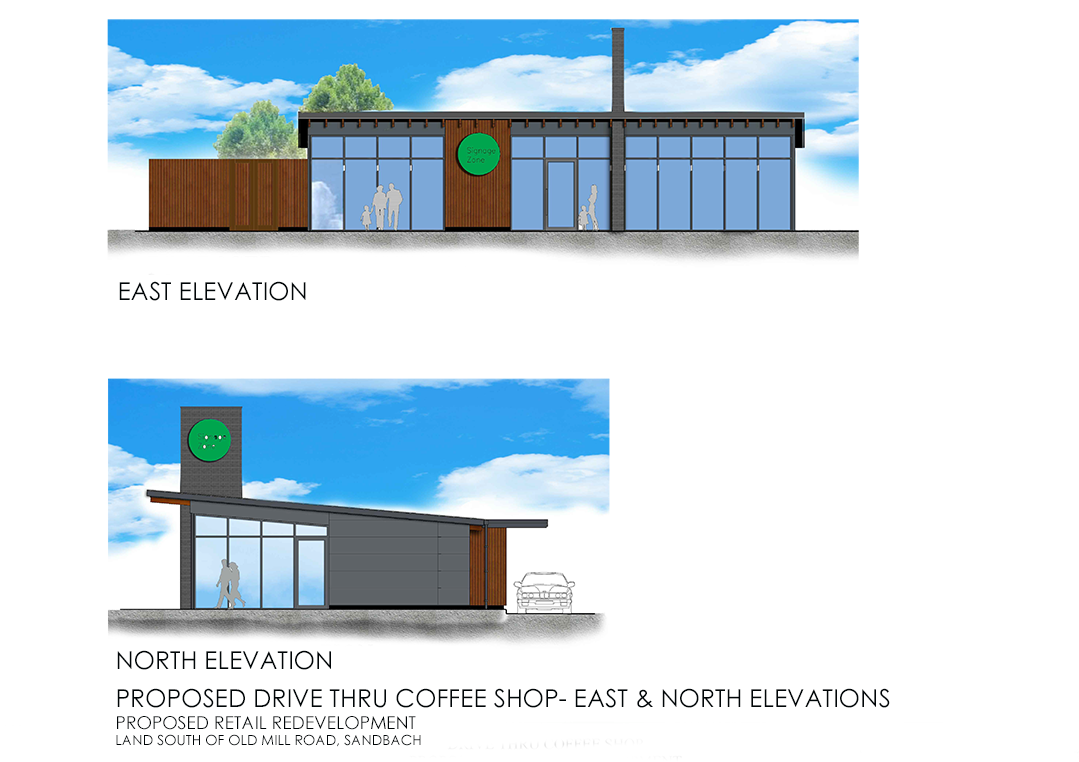 Signage
Zone
EAST ELEVATION
NORTH ELEVATION
PROPOSED DRIVE THRU COFFEE SHOP- EAST & NORTH ELEVATIONS
PROPOSED RETAIL REDEVELOPMENT
LAND SOUTH OF OLD MILL ROAD, SANDBACH